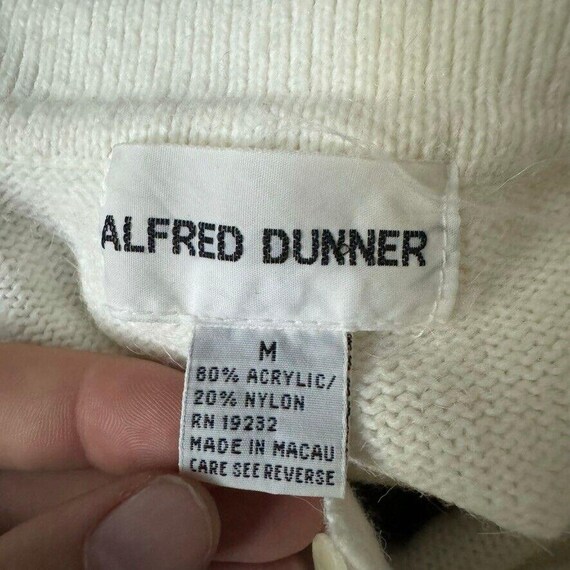 ALFRED DUNNER
M
80% ACRYLIC/
20% NYLON
RN 19232
MADE IN MACAU
CARE SEE REVERSE